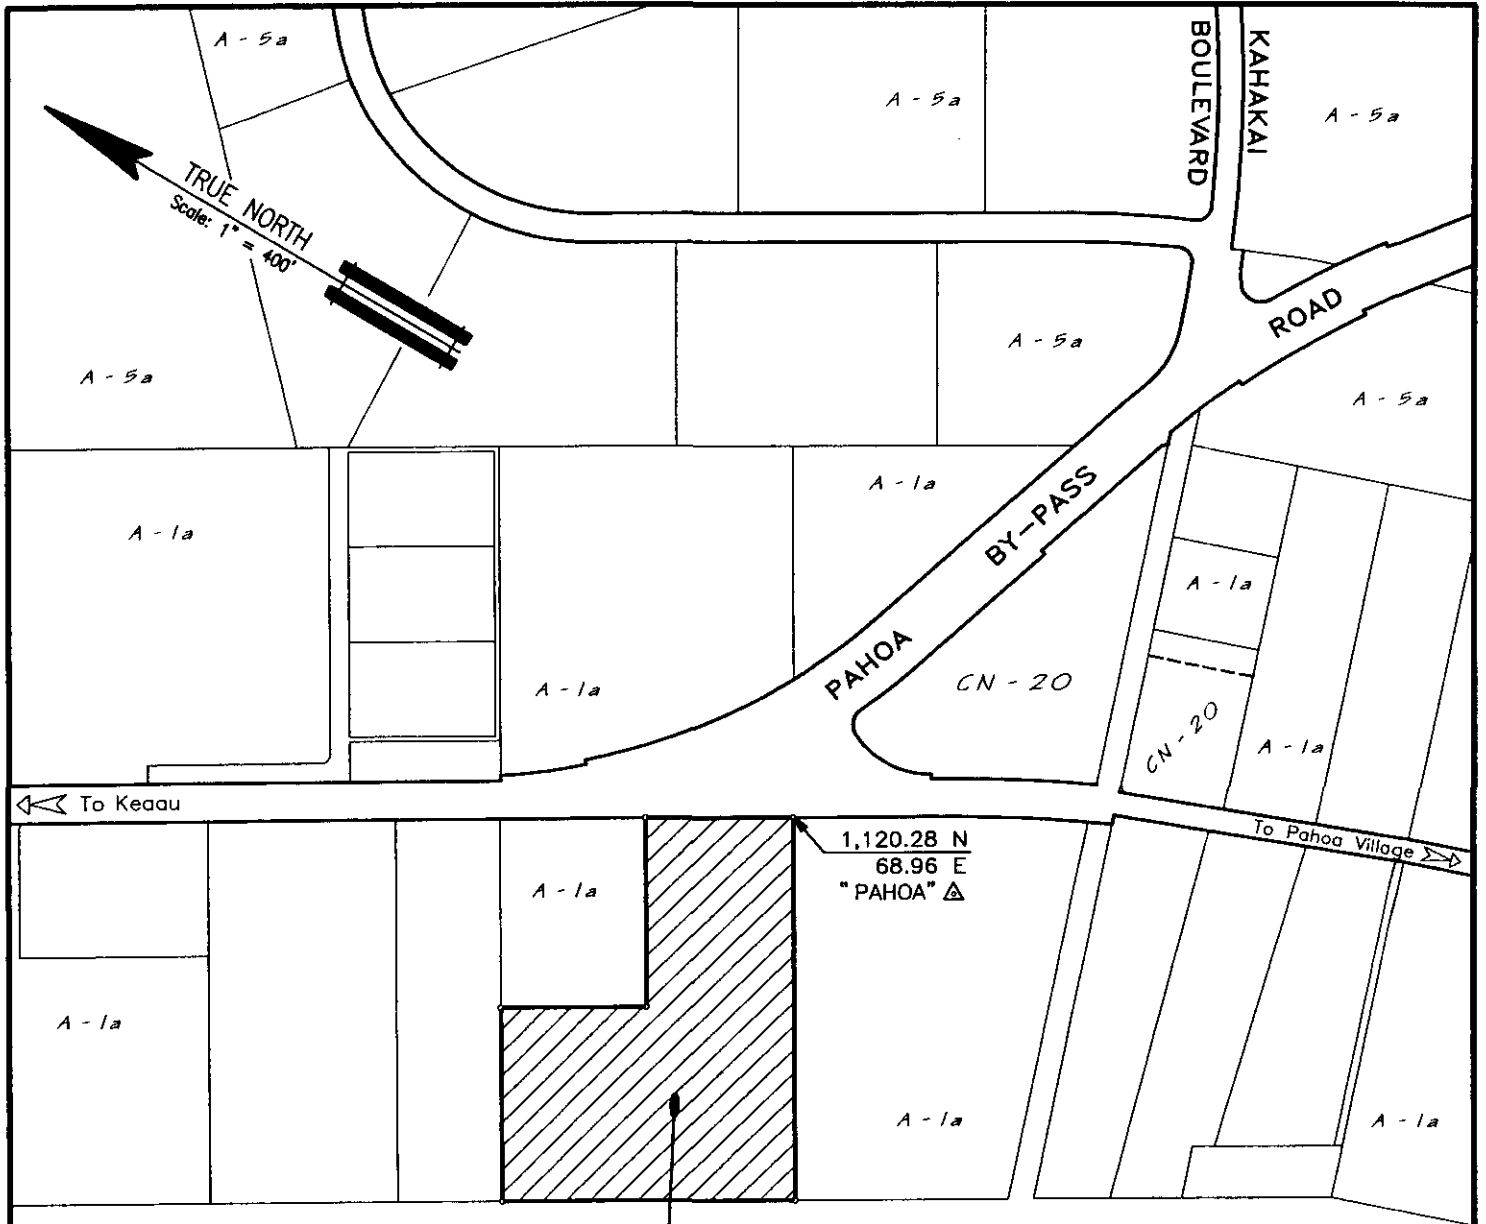 A - 5a
BOULEVARD
KAHAKAI
A - 5a
A - 5a
TRUE NORTH
Scale: 1" = 400'
ROAD
A - 5a
A - 5a
A - 5a
A - 1a
A - 1a
BY-PASS
A - 1a
PAHOA
A - 1a
CN - 20
CN - 20
A - 1a
To Keaau
To Pahoa Village
1,120.28 N
68.96 E
"PAHOA"
A - 1a
A - 1a
A - 1a
A - 1a